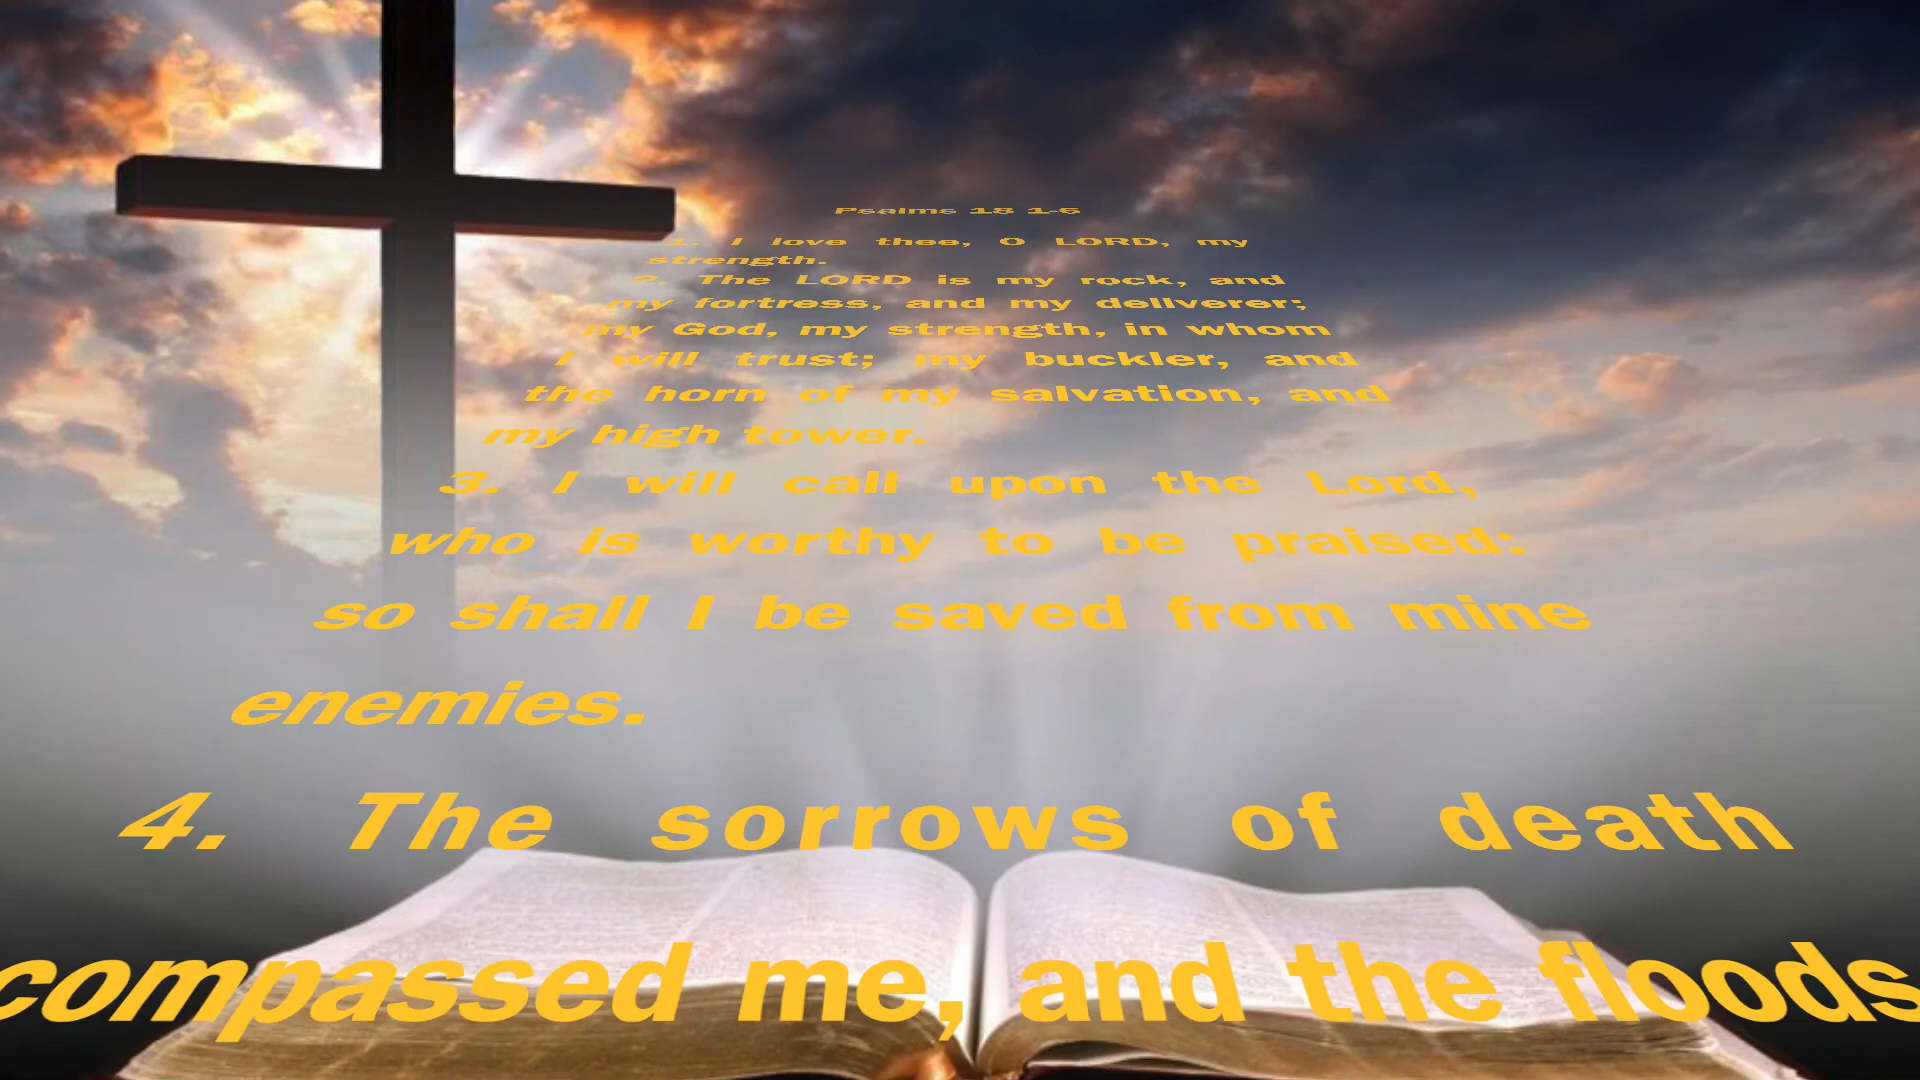 Psalms 18 1-6
1. I love thee, O LORD, my
strength.
2. The LORD is my rock, and
my fortress, and my deliverer;
my God, my strength, in whom
I will trust; my buckler, and
the horn of my salvation, and
my high tower.
3. I will call upon the Lord,
who is worthy to be praised:
so shall I be saved from mine
enemies.
4. The sorrows of death
compassed me, and the floods